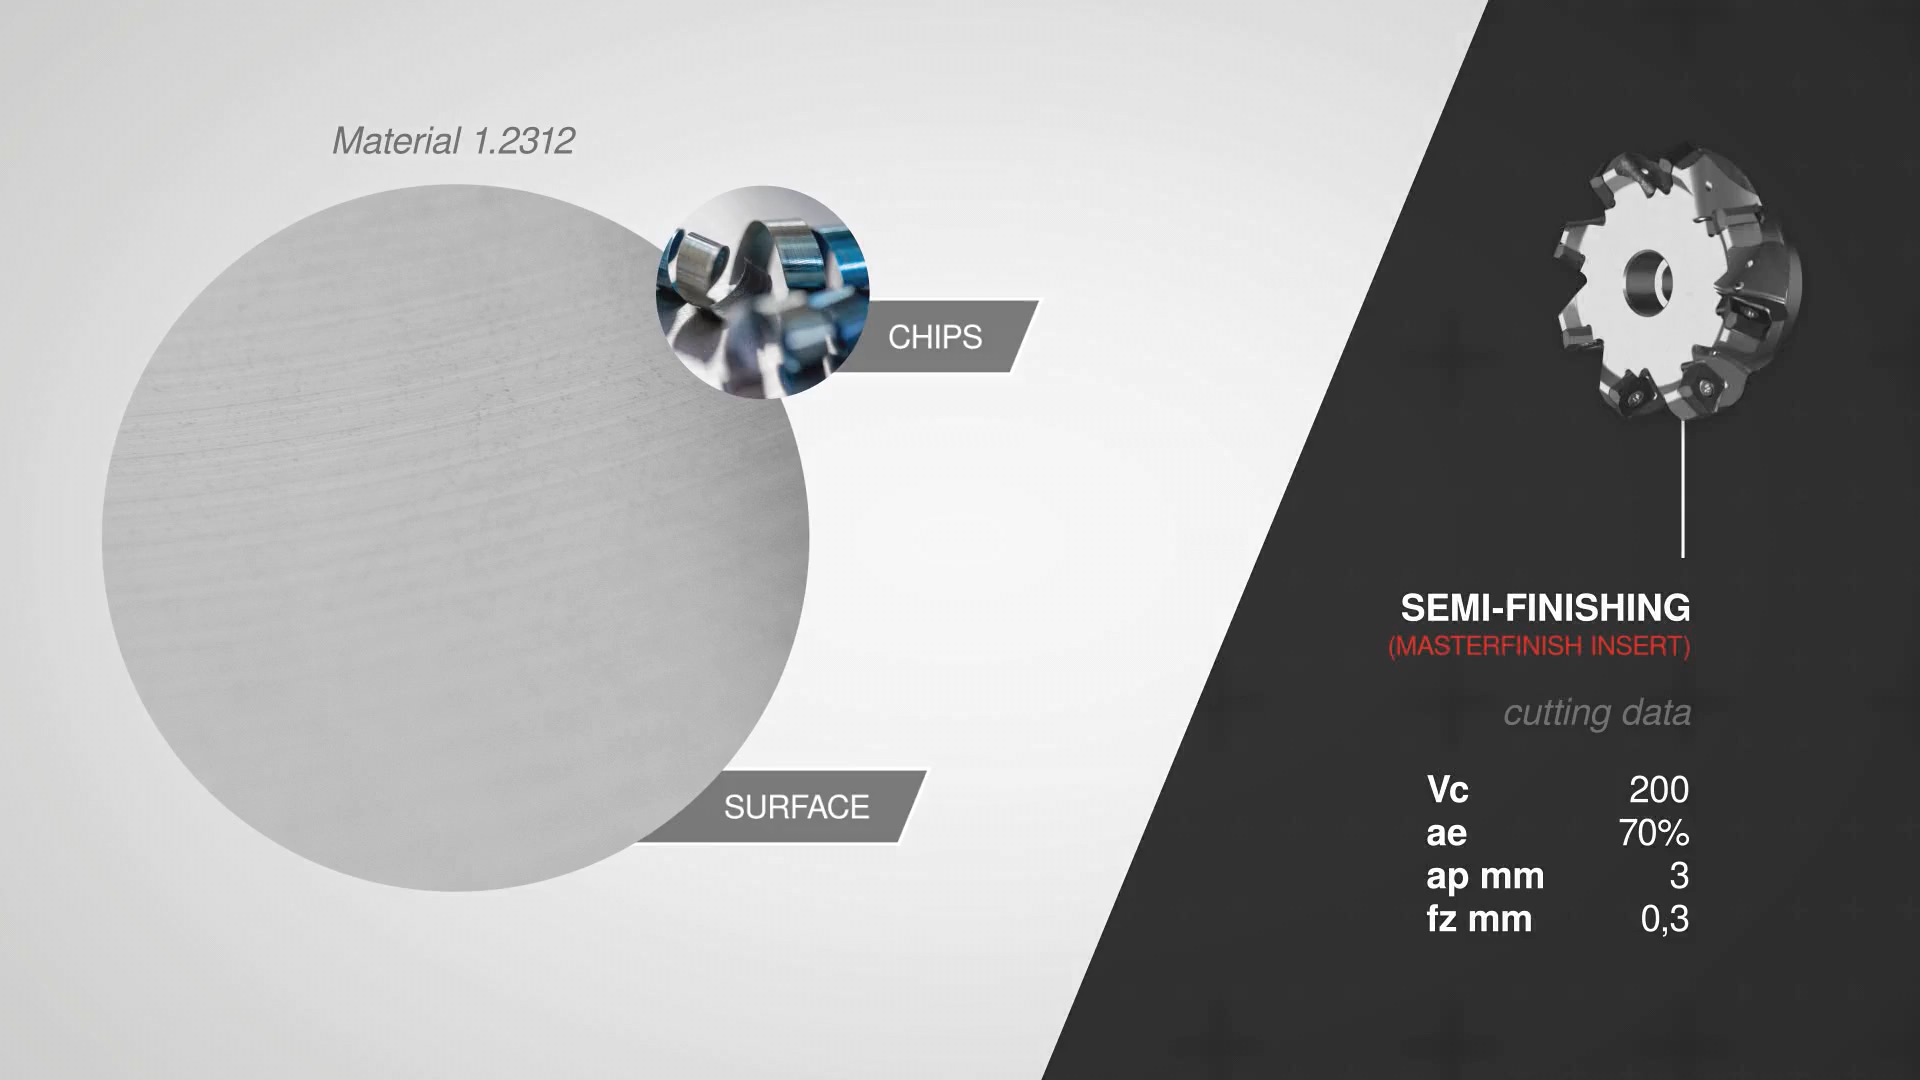 Material 1.2312
CHIPS
SURFACE
SEMI-FINISHING
(MASTERFINISH INSERT)
cutting data
Vc 200
ae 70%
ap mm 3
fz mm 0,3